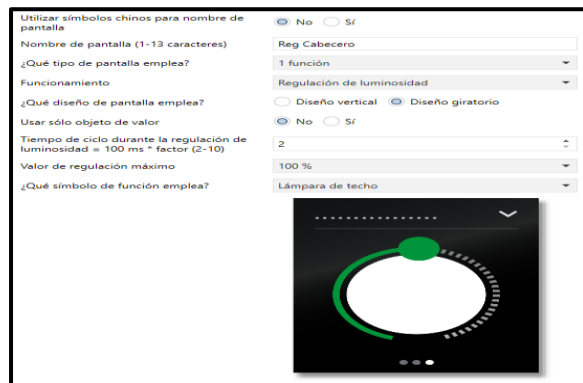 Utilizar símbolos chinos para nombre de
pantalla
No Sí
Nombre de pantalla (1-13 caracteres)
Reg Cabecero
¿Qué tipo de pantalla emplea?
1 función
Funcionamiento
Regulación de luminosidad
¿Qué diseño de pantalla emplea?
Diseño vertical Diseño giratorio
Usar sólo objeto de valor
No Sí
Tiempo de ciclo durante la regulación de
luminosidad = 100 ms * factor (2-10)
2
Valor de regulación máximo
100 %
¿Qué símbolo de función emplea?
Lámpara de techo